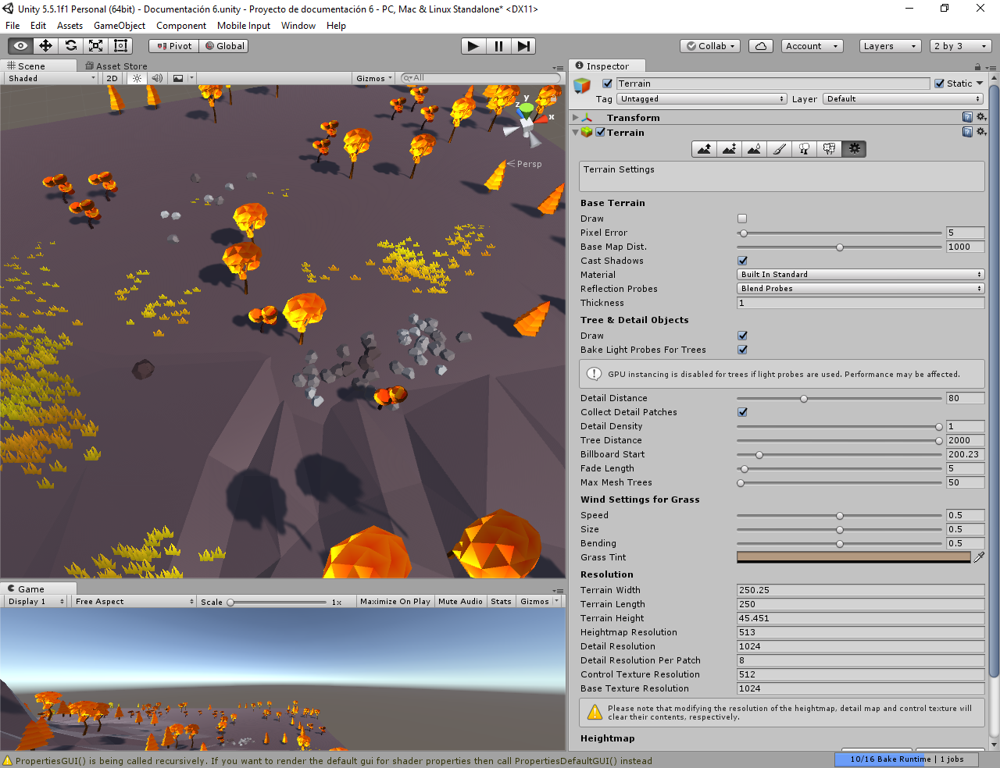 Unity 5.5.1f1 Personal (64bit) - Documentación 6.unity - Proyecto de documentación 6 - PC, Mac & Linux Standalone* <DX11>
File Edit Assets GameObject Component Mobile Input Window Help
Pivot Global Collab Account Layers 2 by 3
Scene Asset Store
Shaded 2D Gizmos All
y
z
x
Persp
Game
Display 1 Free Aspect Scale 1x Maximize On Play Mute Audio Stats Gizmos
Inspector
Terrain Static
Tag Untagged Layer Default
Transform
Terrain
Terrain Settings
Base Terrain
Draw
Pixel Error 5
Base Map Dist. 1000
Cast Shadows
Material Built In Standard
Reflection Probes Blend Probes
Thickness 1
Tree & Detail Objects
Draw
Bake Light Probes For Trees
GPU instancing is disabled for trees if light probes are used. Performance may be affected.
Detail Distance 80
Collect Detail Patches
Detail Density 1
Tree Distance 2000
Billboard Start 200.23
Fade Length 5
Max Mesh Trees 50
Wind Settings for Grass
Speed 0.5
Size 0.5
Bending 0.5
Grass Tint
Resolution
Terrain Width 250.25
Terrain Length 250
Terrain Height 45.451
Heightmap Resolution 513
Detail Resolution 1024
Detail Resolution Per Patch 8
Control Texture Resolution 512
Base Texture Resolution 1024
Please note that modifying the resolution of the heightmap, detail map and control texture will
clear their contents, respectively.
Heightmap
PropertiesGUI() is being called recursively. If you want to render the default gui for shader properties then call PropertiesDefaultGUI() instead
10/16 Bake Runtime | 1 jobs